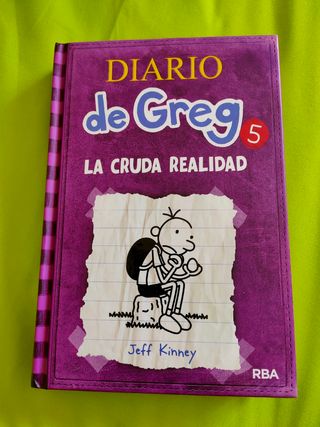 DIARIO
de Greg 5
LA CRUDA REALIDAD
Jeff Kinney
RBA